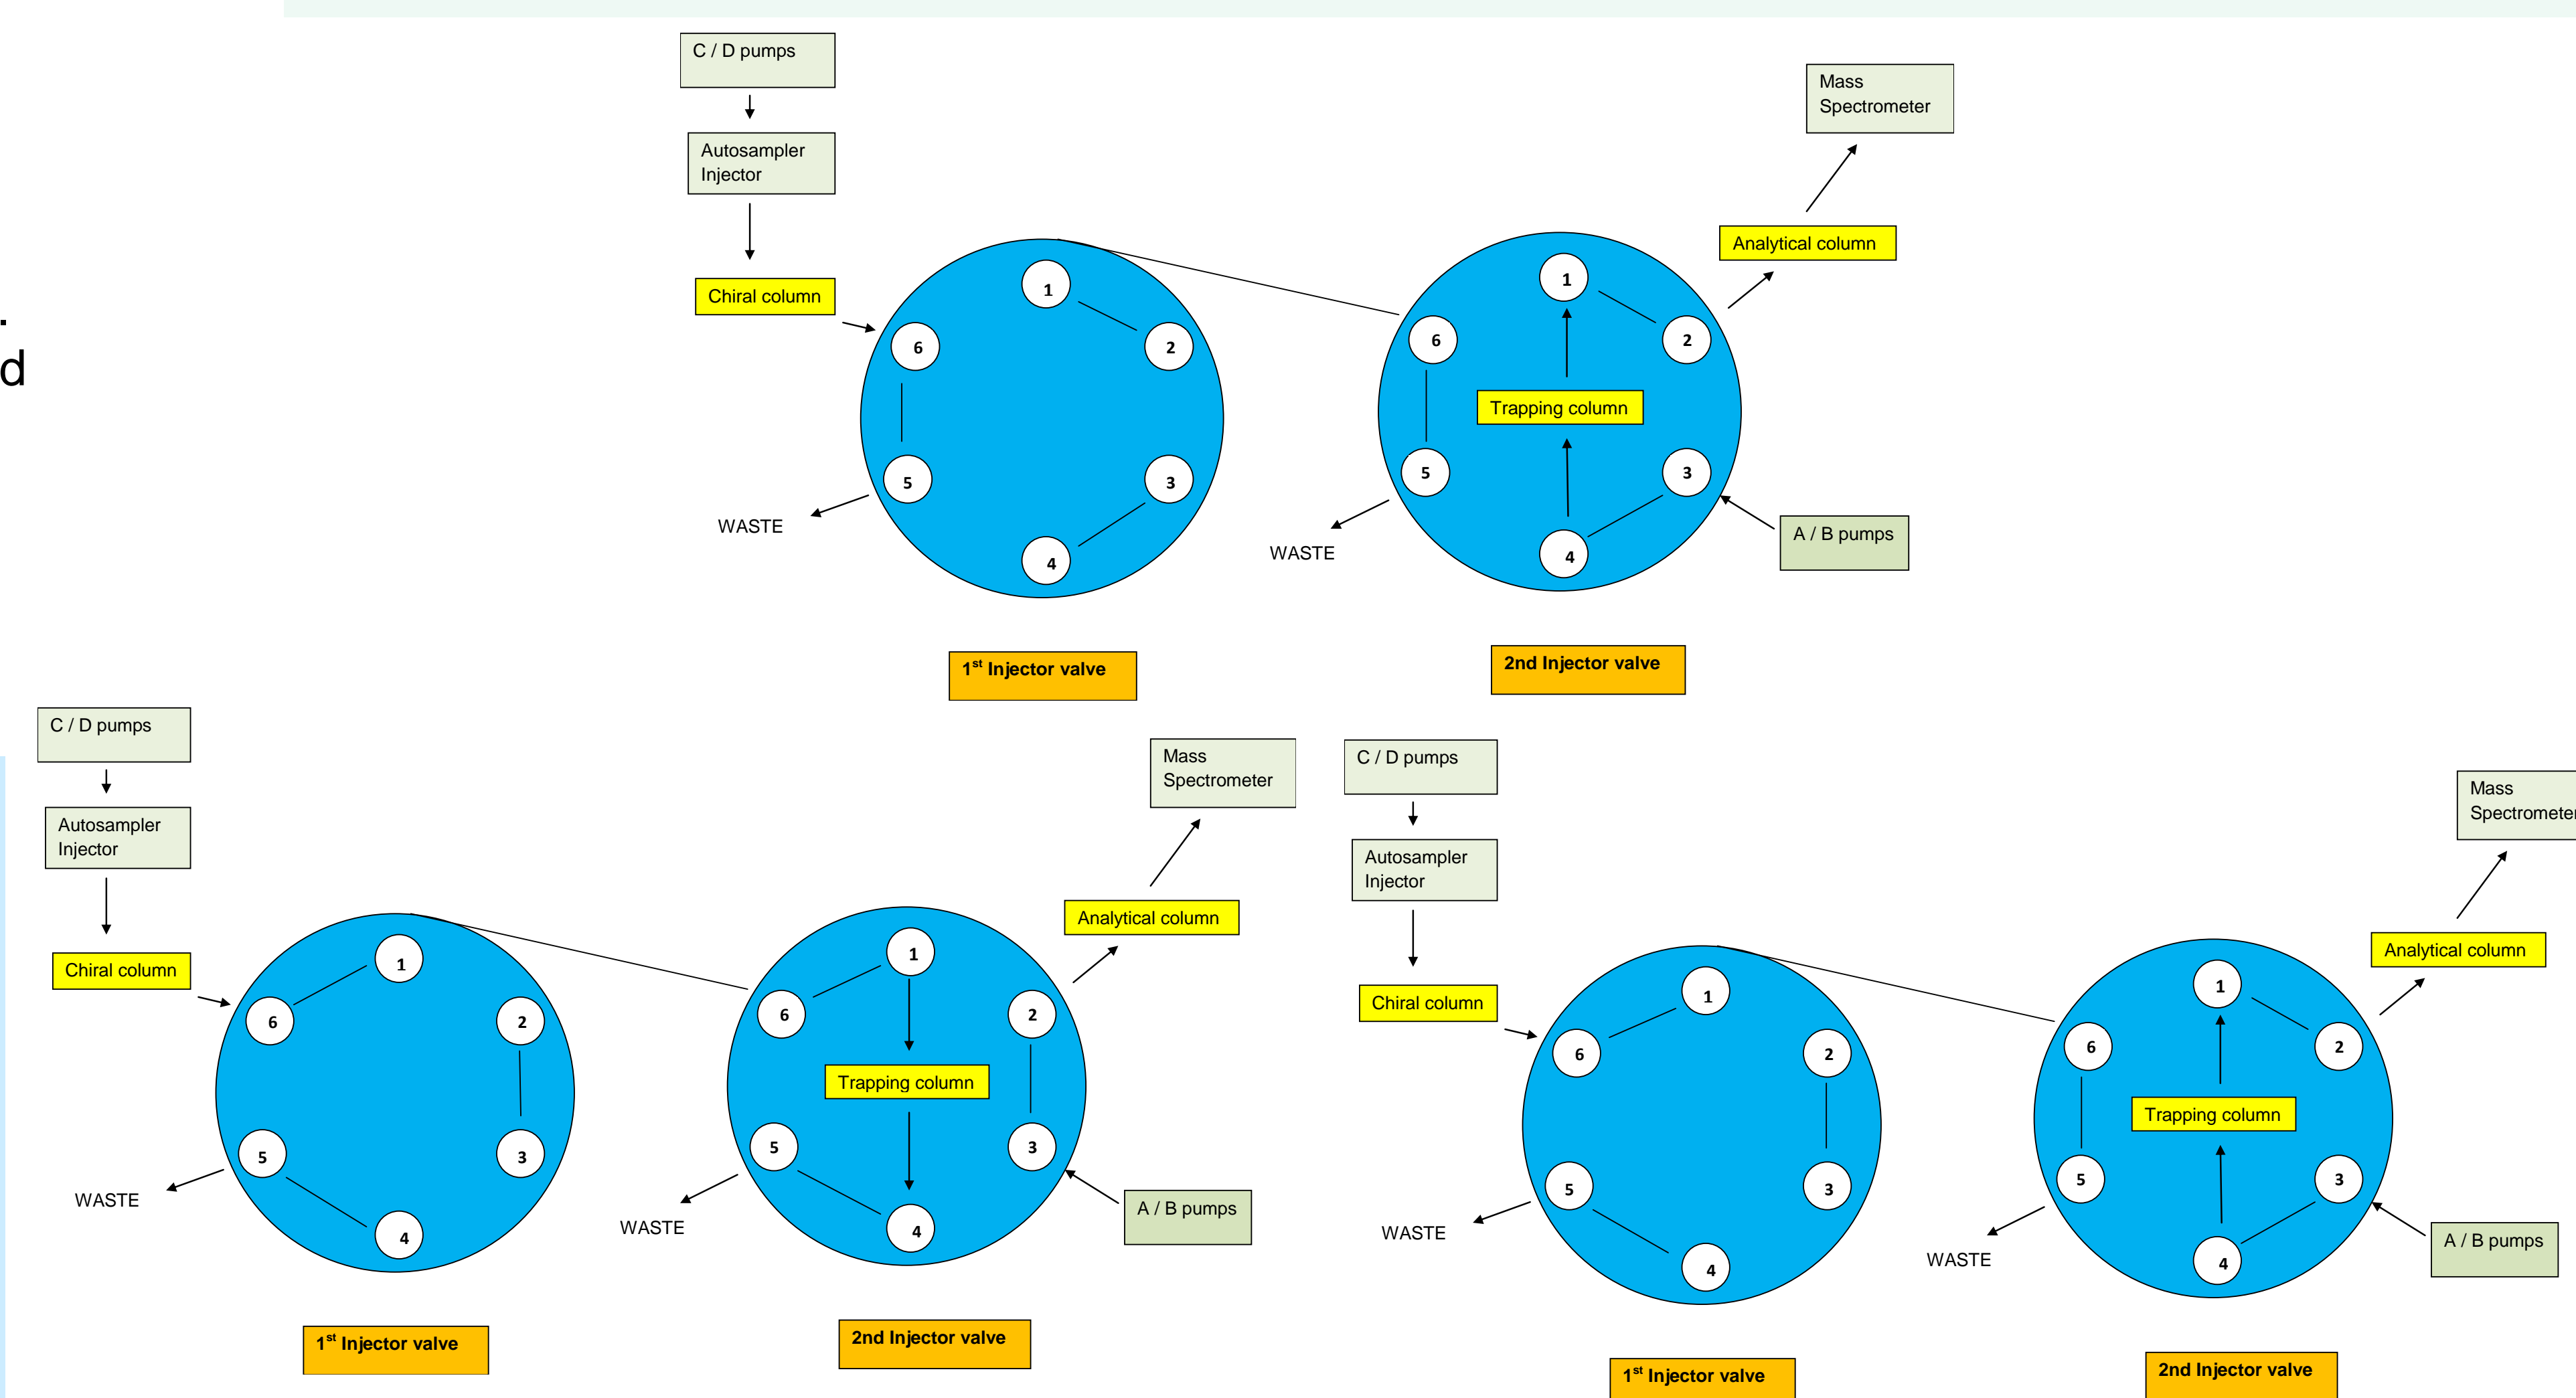 .
d
C / D pumps
Autosampler
Injector
Chiral column
Mass
Spectrometer
Analytical column
1
2
3
4
5
6
WASTE
1
2
3
4
5
6
Trapping column
WASTE
A / B pumps
1st Injector valve
2nd Injector valve
C / D pumps
Autosampler
Injector
Chiral column
Mass
Spectrometer
Analytical column
1
2
3
4
5
6
WASTE
1
2
3
4
5
6
Trapping column
WASTE
A / B pumps
1st Injector valve
2nd Injector valve
C / D pumps
Autosampler
Injector
Chiral column
Mass
Spectrometer
Analytical column
1
2
3
4
5
6
WASTE
1
2
3
4
5
6
Trapping column
WASTE
A / B pumps
1st Injector valve
2nd Injector valve